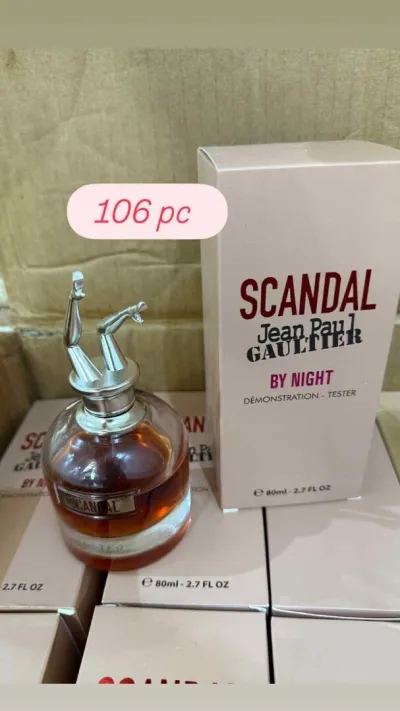 106 pc
SCANDAL
Jean Paul
GAULTIER
BY NIGHT
DÉMONSTRATION - TESTER
℮ 80ml - 2.7 FL OZ
SCANDAL
2.7 FL OZ
℮ 80ml - 2.7 FL OZ